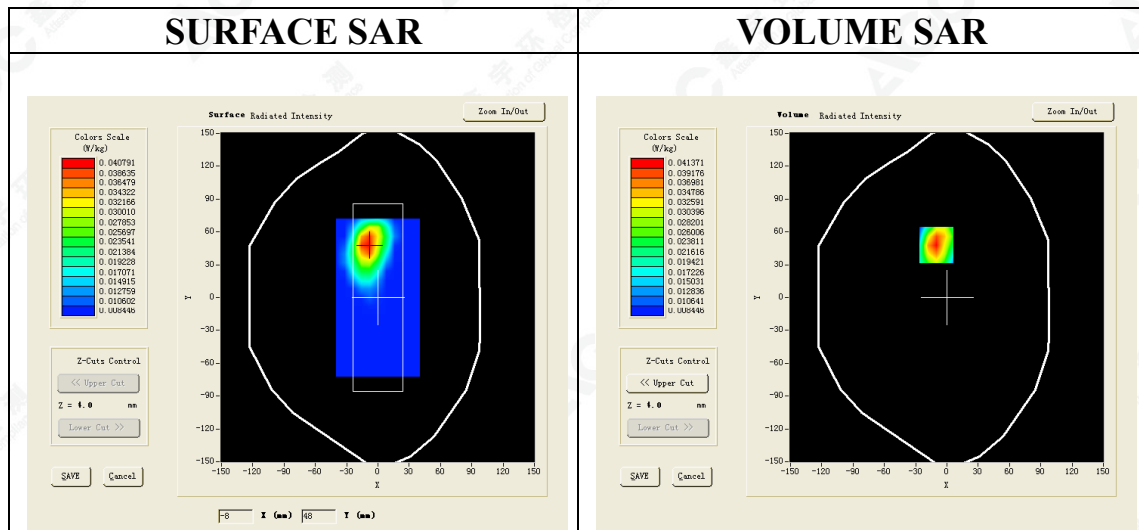 SURFACE SAR
VOLUME SAR
Surface Radiated Intensity
Zoom In/Out
Colors Scale
(W/kg)
0.040791
0.038635
0.036479
0.034322
0.032166
0.030010
0.027853
0.025697
0.023541
0.021384
0.019228
0.017071
0.014915
0.012759
0.010602
0.008446
150
120
90
60
30
0
-30
-60
-90
-120
-150
Y
-150 -120 -90 -60 -30 0 30 60 90 120 150
X
Z-Cuts Control
<< Upper Cut
Z = 4.0 mm
Lower Cut >>
SAVE Cancel
-8 X (mm) 48 Y (mm)
Volume Radiated Intensity
Zoom In/Out
Colors Scale
(W/kg)
0.041371
0.039176
0.036981
0.034786
0.032591
0.030396
0.028201
0.026006
0.023811
0.021616
0.019421
0.017226
0.015031
0.012836
0.010641
0.008446
150
120
90
60
30
0
-30
-60
-90
-120
-150
Y
-150 -120 -90 -60 -30 0 30 60 90 120 150
X
Z-Cuts Control
<< Upper Cut
Z = 4.0 mm
Lower Cut >>
SAVE Cancel